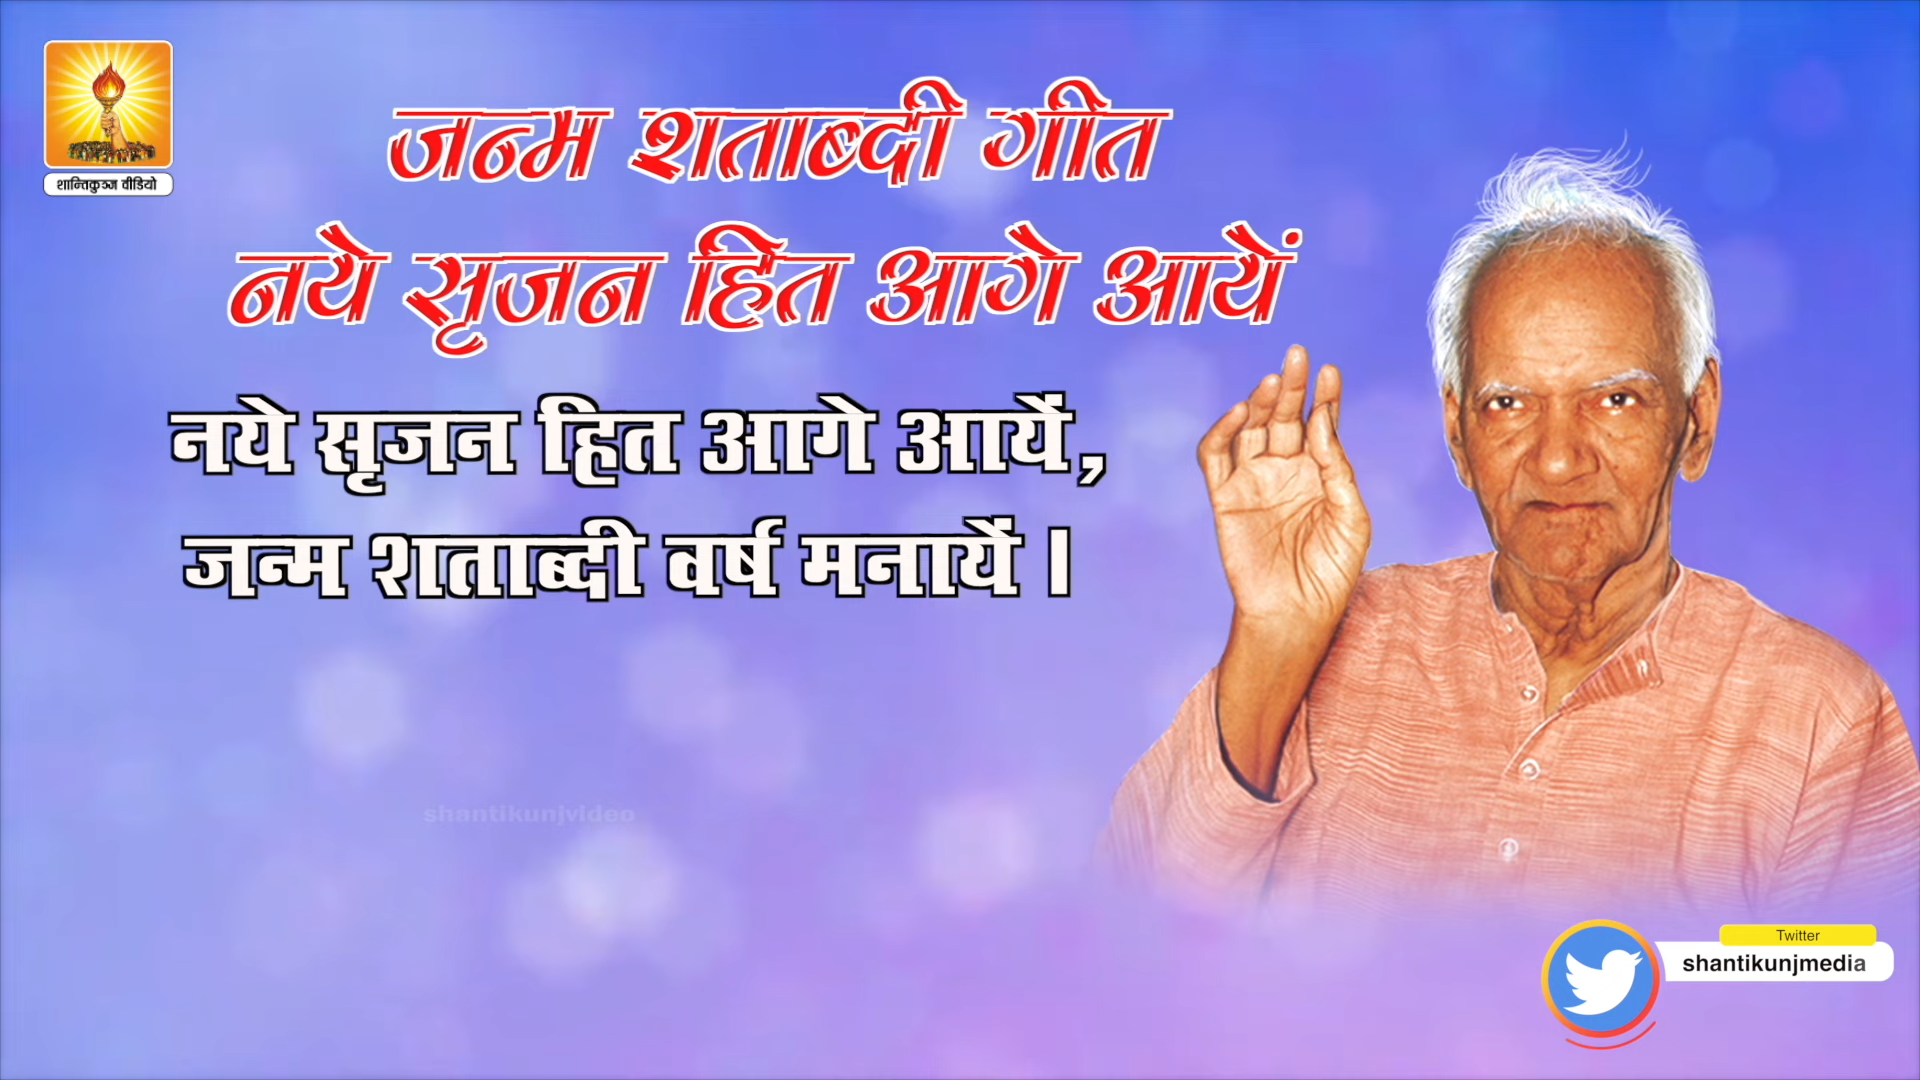 शान्तिकुञ्ज वीडियो
जन्म शताब्दी गीत
नये सृजन हित आगे आयें
नये सृजन हित आगे आयें,
जन्म शताब्दी वर्ष मनायें ।
shantikunjvideo
Twitter
shantikunjmedia